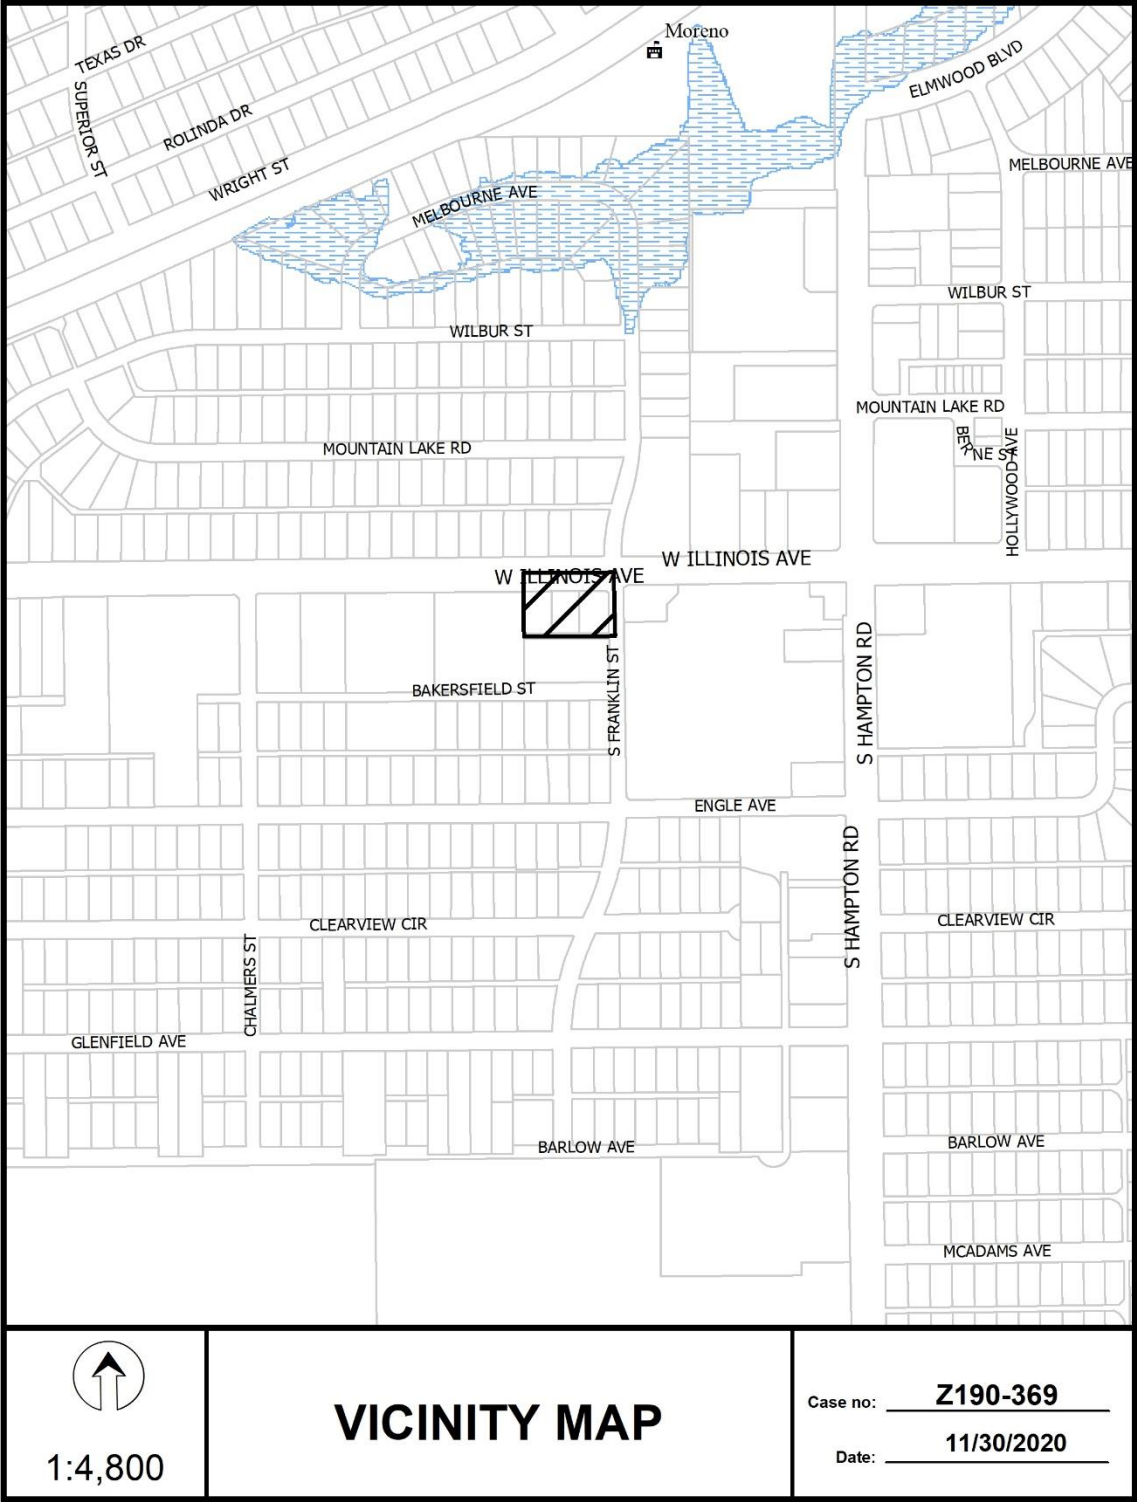 Moreno
TEXAS DR
ELMWOOD BLVD
SUPERIOR ST
ROLINDA DR
MELBOURNE AVE
WRIGHT ST
MELBOURNE AVE
WILBUR ST
WILBUR ST
MOUNTAIN LAKE RD
BER NE ST
HOLLYWOOD AVE
MOUNTAIN LAKE RD
W ILLINOIS AVE
W ILLINOIS AVE
S FRANKLIN ST
S HAMPTON RD
BAKERSFIELD ST
ENGLE AVE
S HAMPTON RD
CLEARVIEW CIR
CLEARVIEW CIR
CHALMERS ST
GLENFIELD AVE
BARLOW AVE
BARLOW AVE
MCADAMS AVE
1:4,800
VICINITY MAP
Case no: Z190-369
Date: 11/30/2020